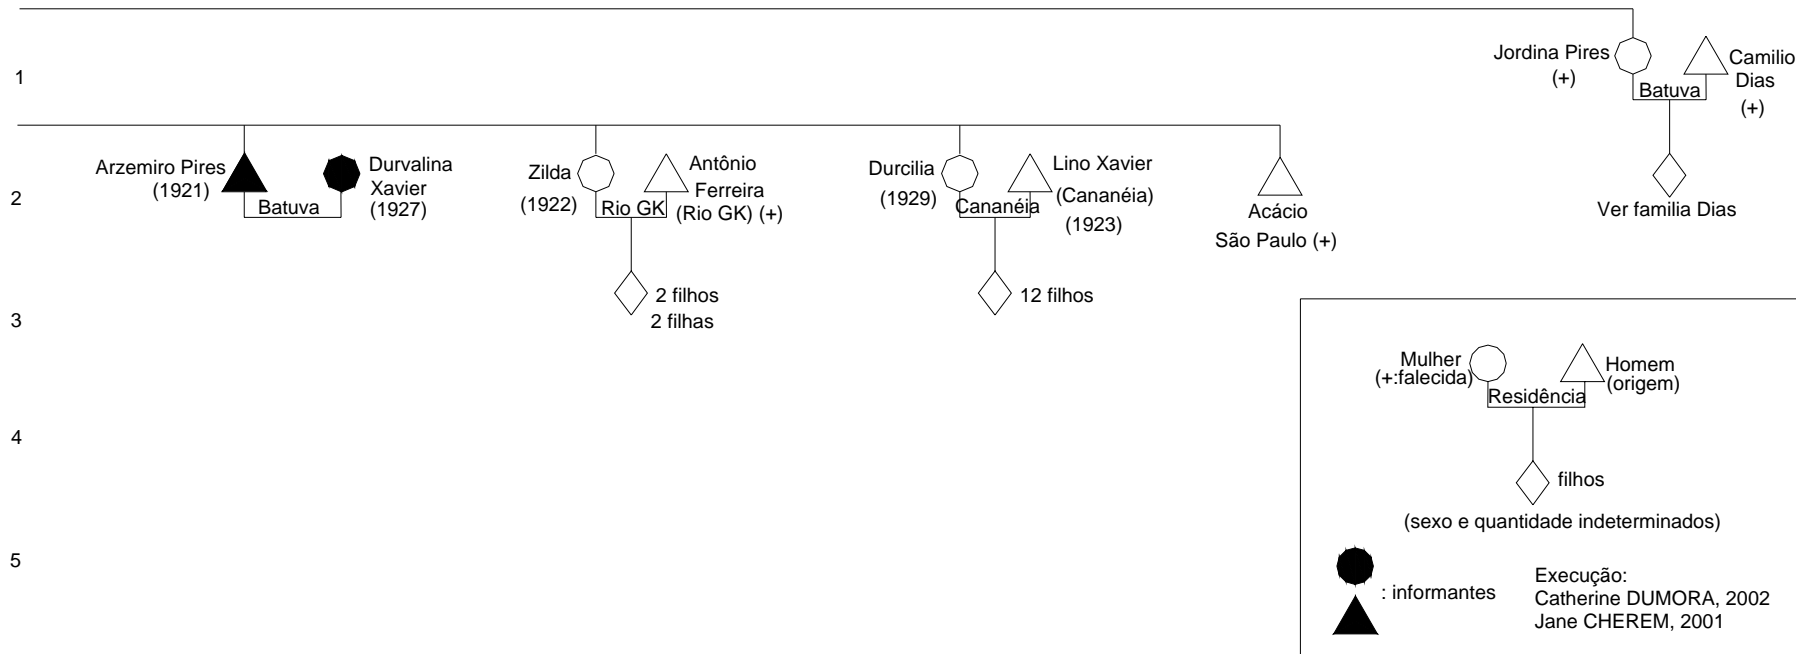 1
Jordina Pires
(+)
Batuva
Camilio
Dias
(+)
2
Arzemiro Pires
(1921)
Batuva
Durvalina
Xavier
(1927)
Zilda
(1922)
Rio GK
Antônio
Ferreira
(Rio GK) (+)
Durcilia
(1929)
Cananéia
Lino Xavier
(Cananéia)
(1923)
Acácio
São Paulo (+)
Ver familia Dias
3
2 filhos
2 filhas
12 filhos
4
5
Mulher
(+:falecida)
Residência
Homem
(origem)
filhos
(sexo e quantidade indeterminados)
: informantes
Execução:
Catherine DUMORA, 2002
Jane CHEREM, 2001